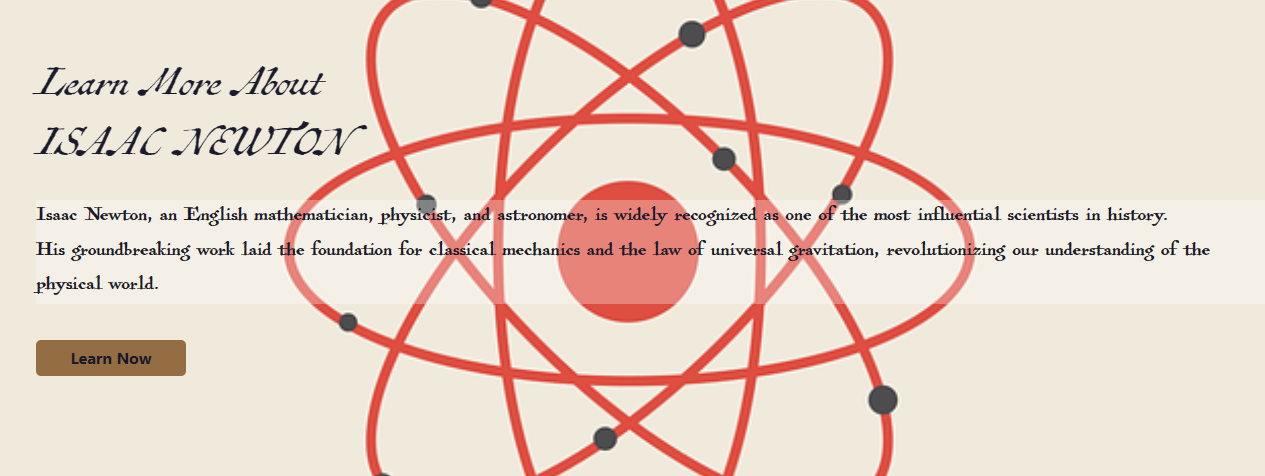 Learn More About
ISAAC NEWTON
Isaac Newton, an English mathematician, physicist, and astronomer, is widely recognized as one of the most influential scientists in history.
His groundbreaking work laid the foundation for classical mechanics and the law of universal gravitation, revolutionizing our understanding of the
physical world.
Learn Now